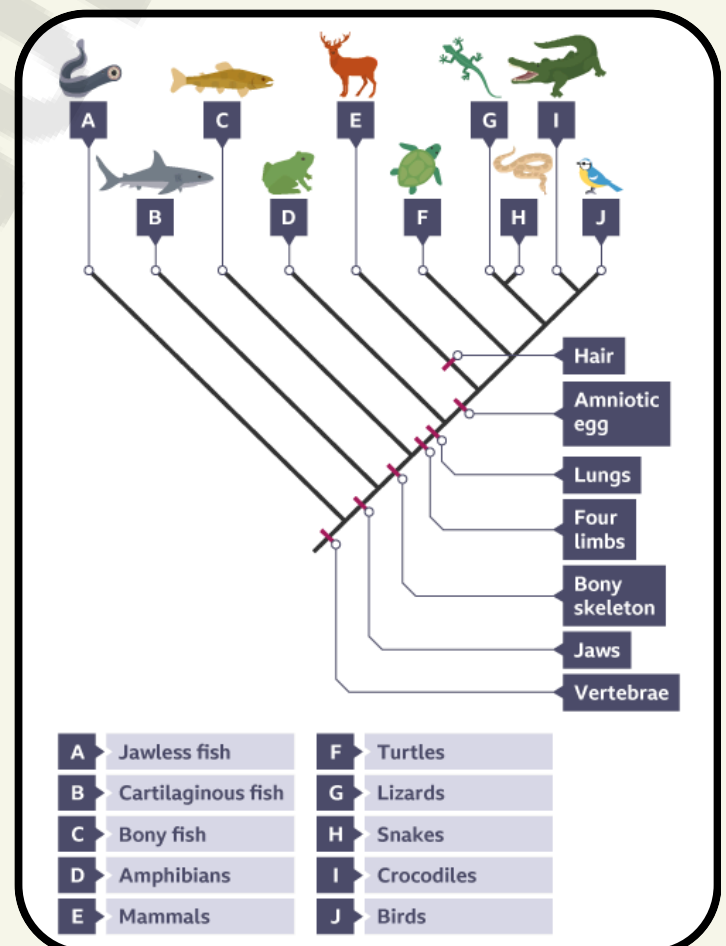 A
C
E
G
I
B
D
F
H
J
Hair
Amniotic
egg
Lungs
Four
limbs
Bony
skeleton
Jaws
Vertebrae
A Jawless fish
B Cartilaginous fish
C Bony fish
D Amphibians
E Mammals
F Turtles
G Lizards
H Snakes
I Crocodiles
J Birds